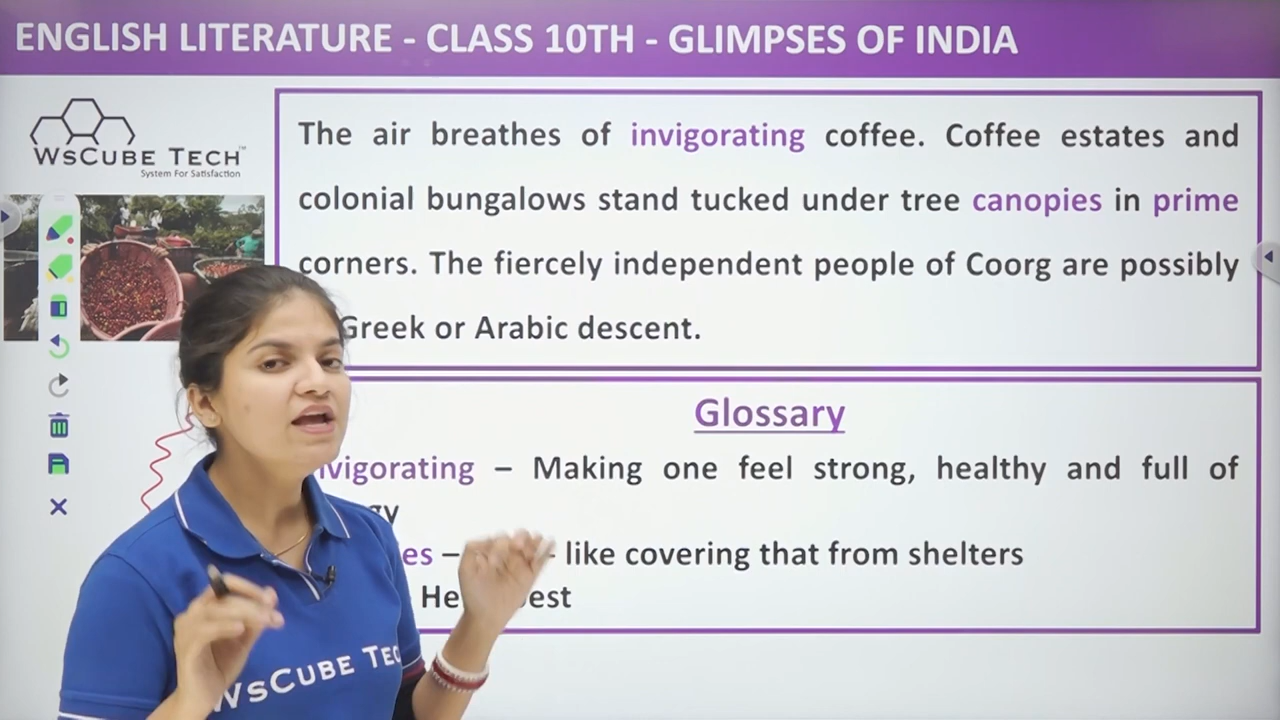 ENGLISH LITERATURE - CLASS 10TH - GLIMPSES OF INDIA
WSCUBE TECH™
System For Satisfaction
The air breathes of invigorating coffee. Coffee estates and
colonial bungalows stand tucked under tree canopies in prime
corners. The fiercely independent people of Coorg are possibly
Greek or Arabic descent.
Glossary
nvigorating – Making one feel strong, healthy and full of
gy
es – like covering that from shelters
He est
WSCUBE TEC